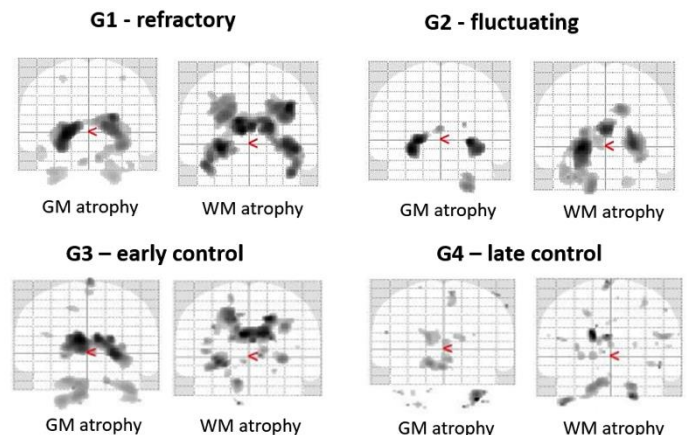 G1 - refractory
G2 - fluctuating
GM atrophy
WM atrophy
GM atrophy
WM atrophy
G3 – early control
G4 – late control
GM atrophy
WM atrophy
GM atrophy
WM atrophy